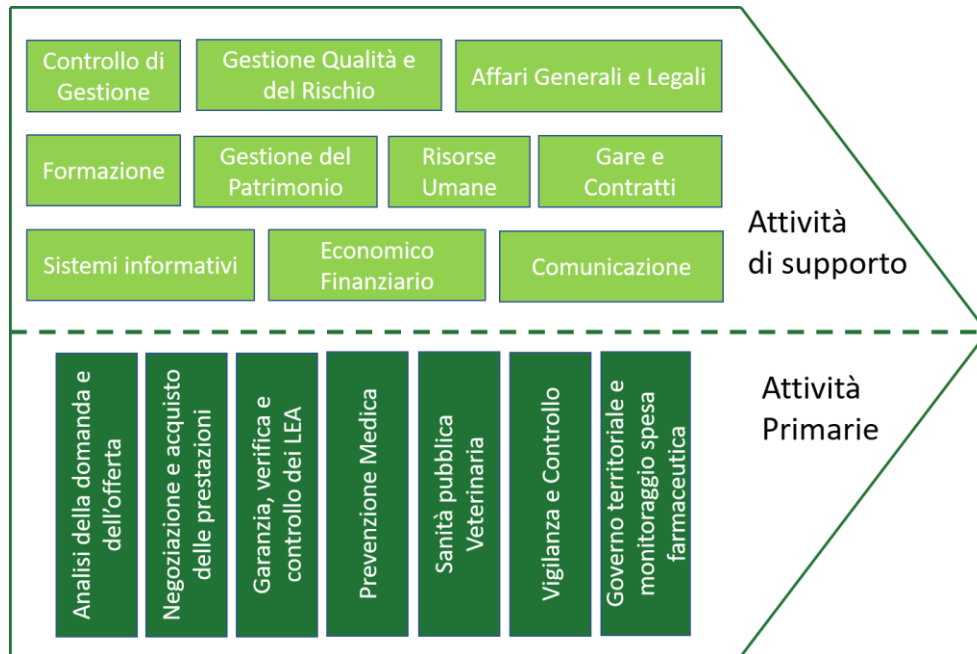 Controllo di
Gestione
Gestione Qualità e
del Rischio
Affari Generali e Legali
Formazione
Gestione del
Patrimonio
Risorse
Umane
Gare e
Contratti
Sistemi informativi
Economico
Finanziario
Comunicazione
Attività
di supporto
Analisi della domanda e
dell’offerta
Negoziazione e acquisto
delle prestazioni
Garanzia, verifica e
controllo dei LEA
Prevenzione Medica
Sanità pubblica
Veterinaria
Vigilanza e Controllo
Governo territoriale e
monitoraggio spesa
farmaceutica
Attività
Primarie